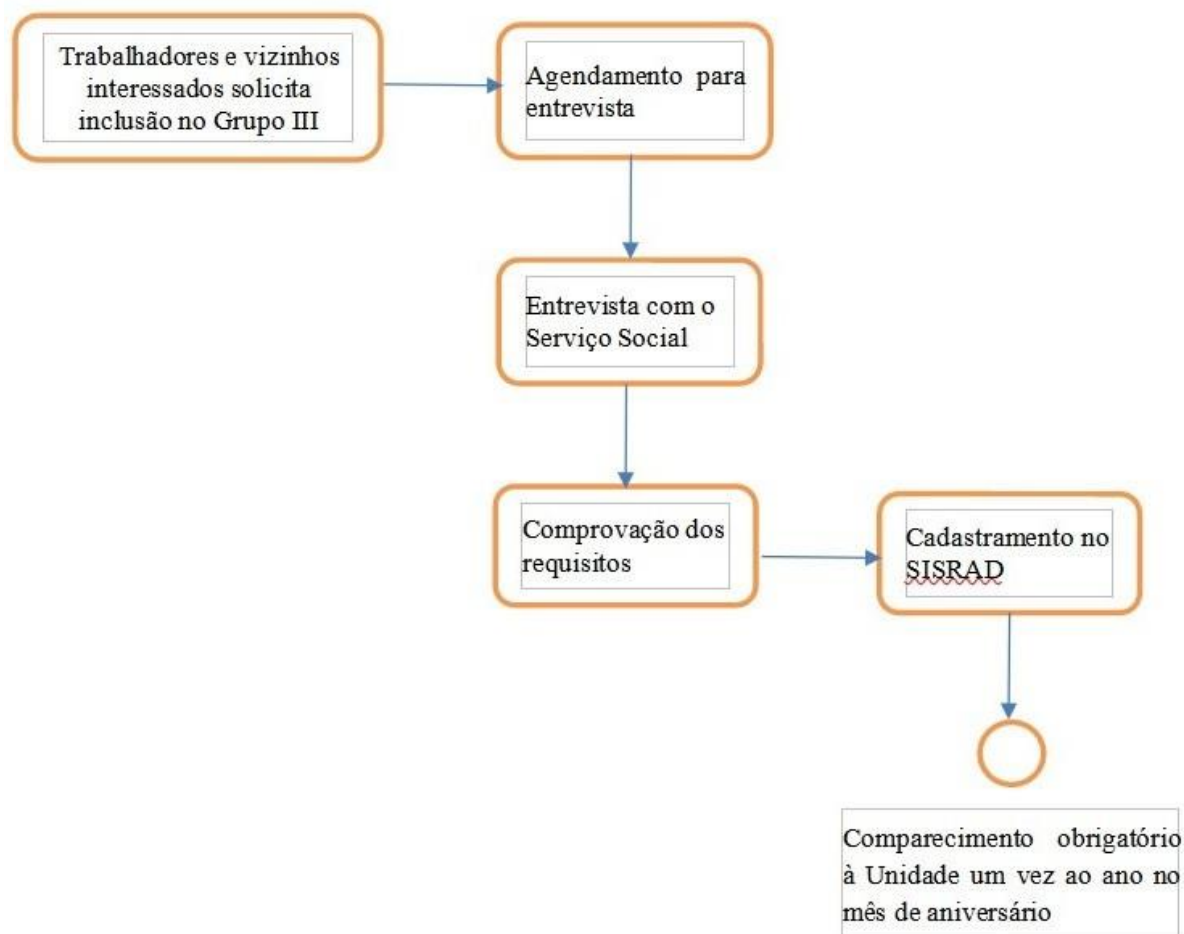 Trabalhadores e vizinhos
interessados solicita
inclusão no Grupo III
Agendamento para
entrevista
Entrevista com o
Serviço Social
Comprovação dos
requisitos
Cadastramento no
SISRAD
Comparecimento obrigatório
à Unidade um vez ao ano no
mês de aniversário